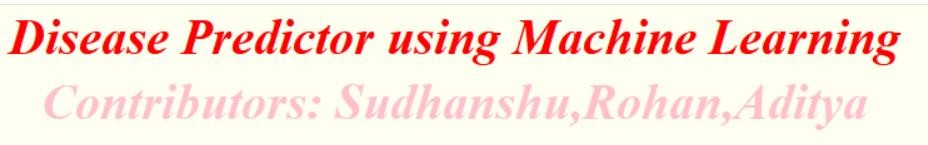 Disease Predictor using Machine Learning
Contributors: Sudhanshu,Rohan,Aditya